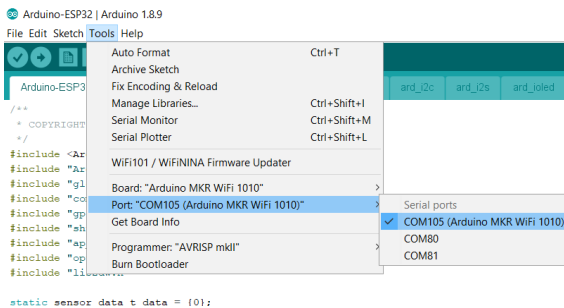 Arduino-ESP32 | Arduino 1.8.9
File Edit Sketch Tools Help
Auto Format Ctrl+T
Archive Sketch
Fix Encoding & Reload
Manage Libraries... Ctrl+Shift+I
Serial Monitor Ctrl+Shift+M
Serial Plotter Ctrl+Shift+L
WiFi101 / WiFiNINA Firmware Updater
Board: "Arduino MKR WiFi 1010"
Port: "COM105 (Arduino MKR WiFi 1010)"
Get Board Info
Programmer: "AVRISP mkII"
Burn Bootloader
Serial ports
COM105 (Arduino MKR WiFi 1010)
COM80
COM81
Arduino-ESP3
ard_i2c ard_i2s ard_ioled
/**
* COPYRIGHT
*/
#include <Ar
#include "Ar
#include "gl
#include "co
#include "gp
#include "sh
#include "ap
#include "op
#include
static sensor_data_t data = {0};